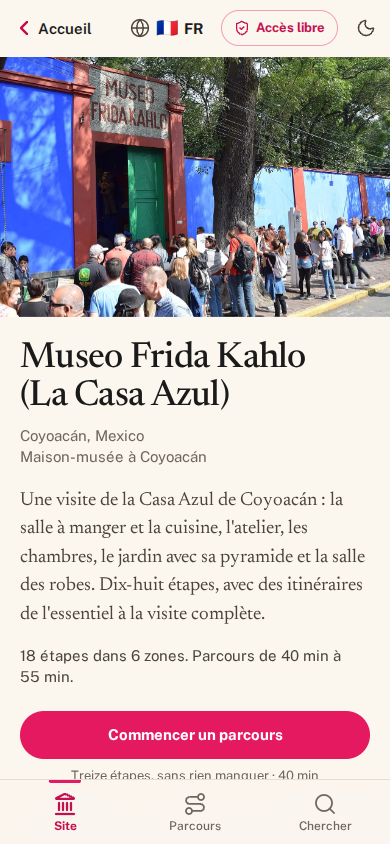 Accueil
FR
Accès libre
MUSEO
FRIDA KAHLO
Museo Frida Kahlo
(La Casa Azul)
Coyoacán, Mexico
Maison-musée à Coyoacán
Une visite de la Casa Azul de Coyoacán : la
salle à manger et la cuisine, l'atelier, les
chambres, le jardin avec sa pyramide et la salle
des robes. Dix-huit étapes, avec des itinéraires
de l'essentiel à la visite complète.
18 étapes dans 6 zones. Parcours de 40 min à
55 min.
Commencer un parcours
Treize étapes, sans rien manquer · 40 min
Site
Parcours
Chercher